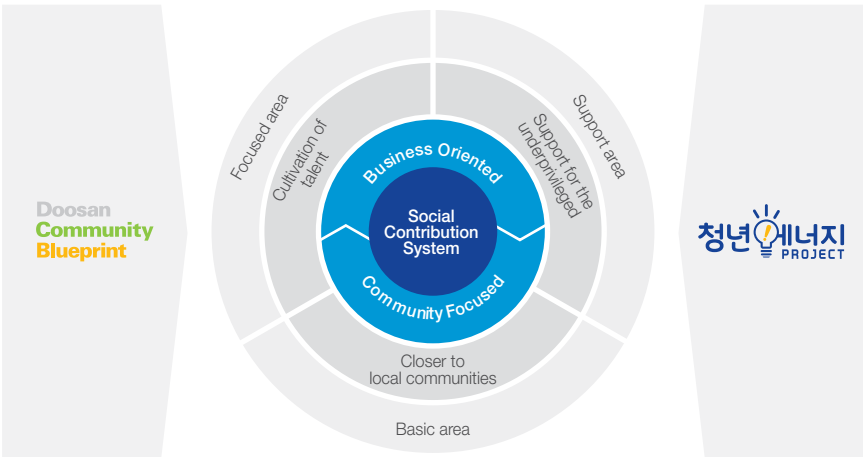 Doosan
Community
Blueprint
Focused area
Cultivation of
talent
Business Oriented
Social
Contribution
System
Community Focused
Support for the
underprivileged
Support area
Closer to
local communities
Basic area
청년에너지
PROJECT